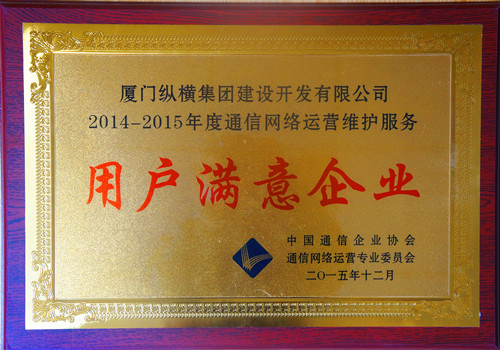 厦门纵横集团建设开发有限公司
2014-2015年度通信网络运营维护服务
用户满意企业
中国通信企业协会
通信网络运营专业委员会
二〇一五年十二月